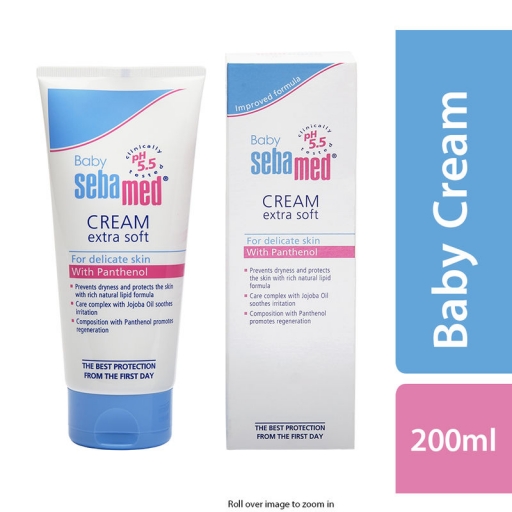 Baby
clinically tested
pH 5.5
sebamed®
CREAM
extra soft
For delicate skin
With Panthenol
Prevents dryness and protects the
skin with rich natural lipid formula
Care complex with Jojoba Oil soothes
irritation
Composition with Panthenol promotes
regeneration
THE BEST PROTECTION
FROM THE FIRST DAY
Improved formula
Baby
clinically tested
pH 5.5
sebamed®
CREAM
extra soft
For delicate skin
With Panthenol
Prevents dryness and protects
the skin with rich natural lipid
formula
Care complex with Jojoba Oil
soothes irritation
Composition with Panthenol
promotes regeneration
THE BEST PROTECTION
FROM THE FIRST DAY
Baby Cream
200ml
Roll over image to zoom in